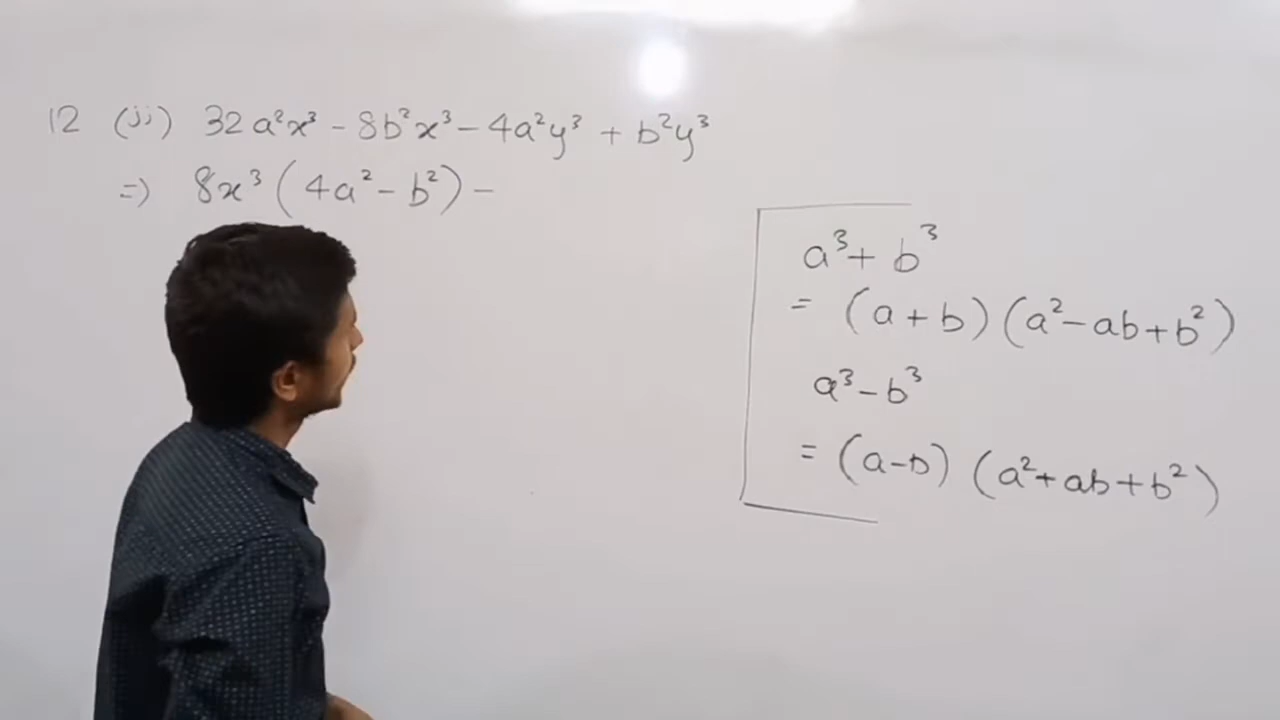 12 (ii) 32a²x³ - 8b²x³ - 4a²y³ + b²y³
=) 8x³ (4a² - b²) -
a³ + b³
= (a + b) (a² - ab + b²)
a³ - b³
= (a - b) (a² + ab + b²)